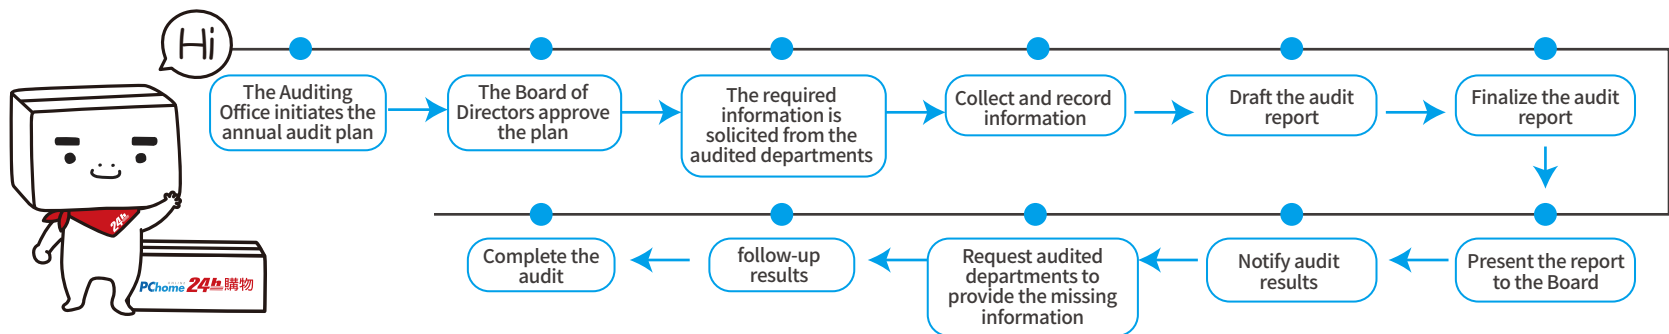 Hi
The Auditing
Office initiates the
annual audit plan
The Board of
Directors approve
the plan
The required
information is
solicited from the
audited departments
Collect and record
information
Draft the audit
report
Finalize the audit
report
Present the report
to the Board
Notify audit
results
Request audited
departments to
provide the missing
information
follow-up
results
Complete the
audit
24h
ONLINE
PChome 24h購物